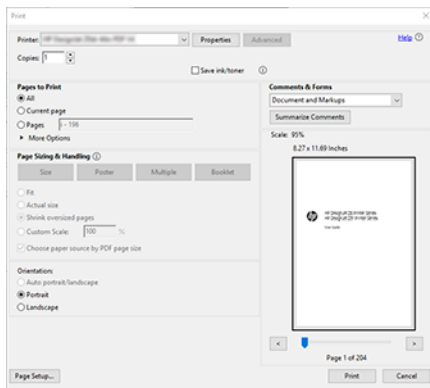 Print
Printer:
Properties
Advanced
Help
Copies:
1
Save ink/toner
Pages to Print
All
Current page
Pages
1 - 196
More Options
Page Sizing & Handling
Size
Poster
Multiple
Booklet
Fit
Actual size
Shrink oversized pages
Custom Scale:
100
%
Choose paper source by PDF page size
Orientation:
Auto portrait/landscape
Portrait
Landscape
Comments & Forms
Document and Markups
Summarize Comments
Scale: 95%
8.27 x 11.69 Inches
hp
<
>
Page 1 of 204
Page Setup...
Print
Cancel